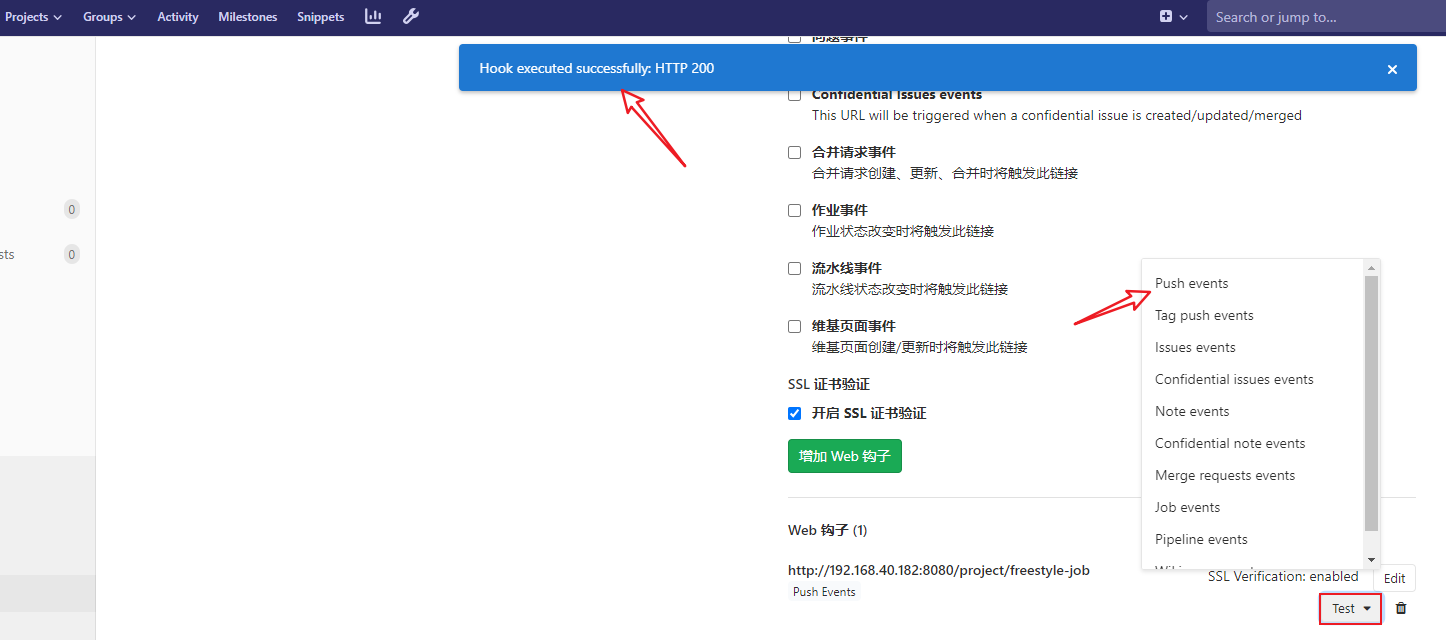 Projects
Groups
Activity
Milestones
Snippets
Search or jump to...
问题事件
Hook executed successfully: HTTP 200
Confidential Issues events
This URL will be triggered when a confidential issue is created/updated/merged
合并请求事件
合并请求创建、更新、合并时将触发此链接
0
作业事件
作业状态改变时将触发此链接
sts
0
流水线事件
流水线状态改变时将触发此链接
维基页面事件
维基页面创建/更新时将触发此链接
SSL 证书验证
开启 SSL 证书验证
增加 Web 钩子
Push events
Tag push events
Issues events
Confidential issues events
Note events
Confidential note events
Merge requests events
Job events
Pipeline events
Web 钩子 (1)
http://192.168.40.182:8080/project/freestyle-job
Push Events
SSL Verification: enabled
Edit
Test